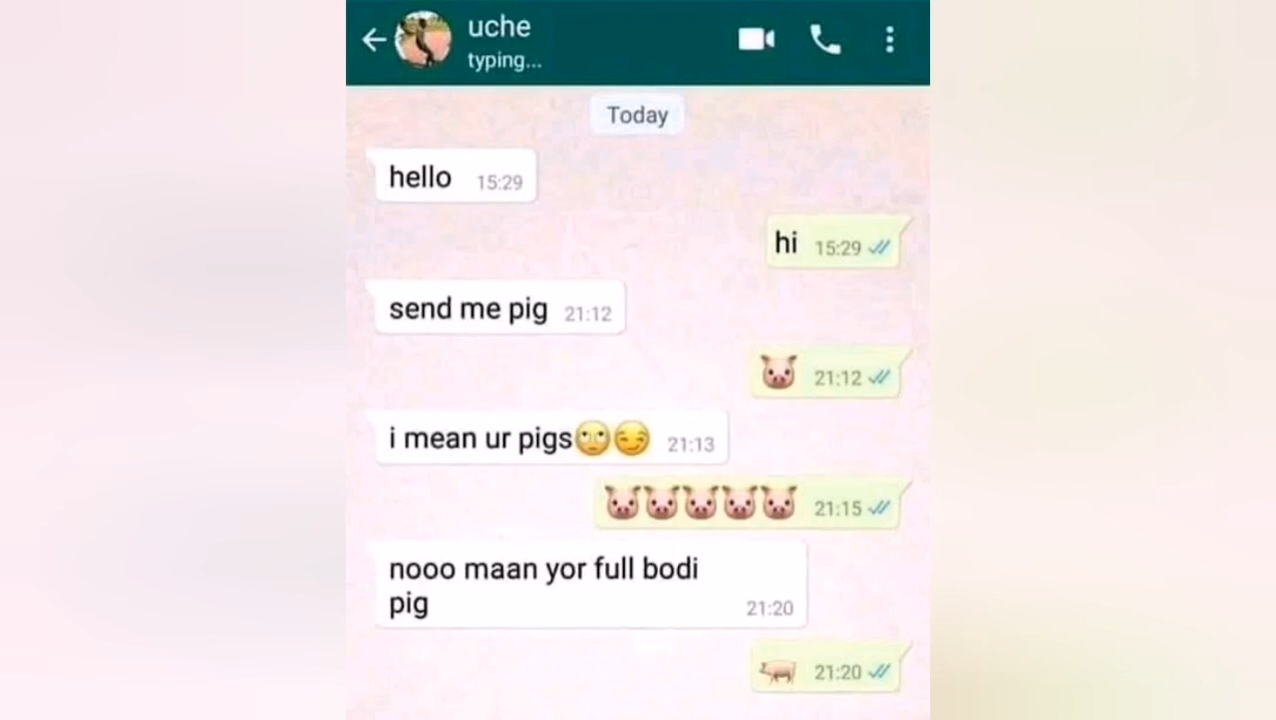 uche
typing...
Today
hello 15:29
hi 15:29
send me pig 21:12
🐷 21:12
i mean ur pigs🙄😏 21:13
🐷🐷🐷🐷🐷 21:15
nooo maan yor full bodi
pig 21:20
🐖 21:20